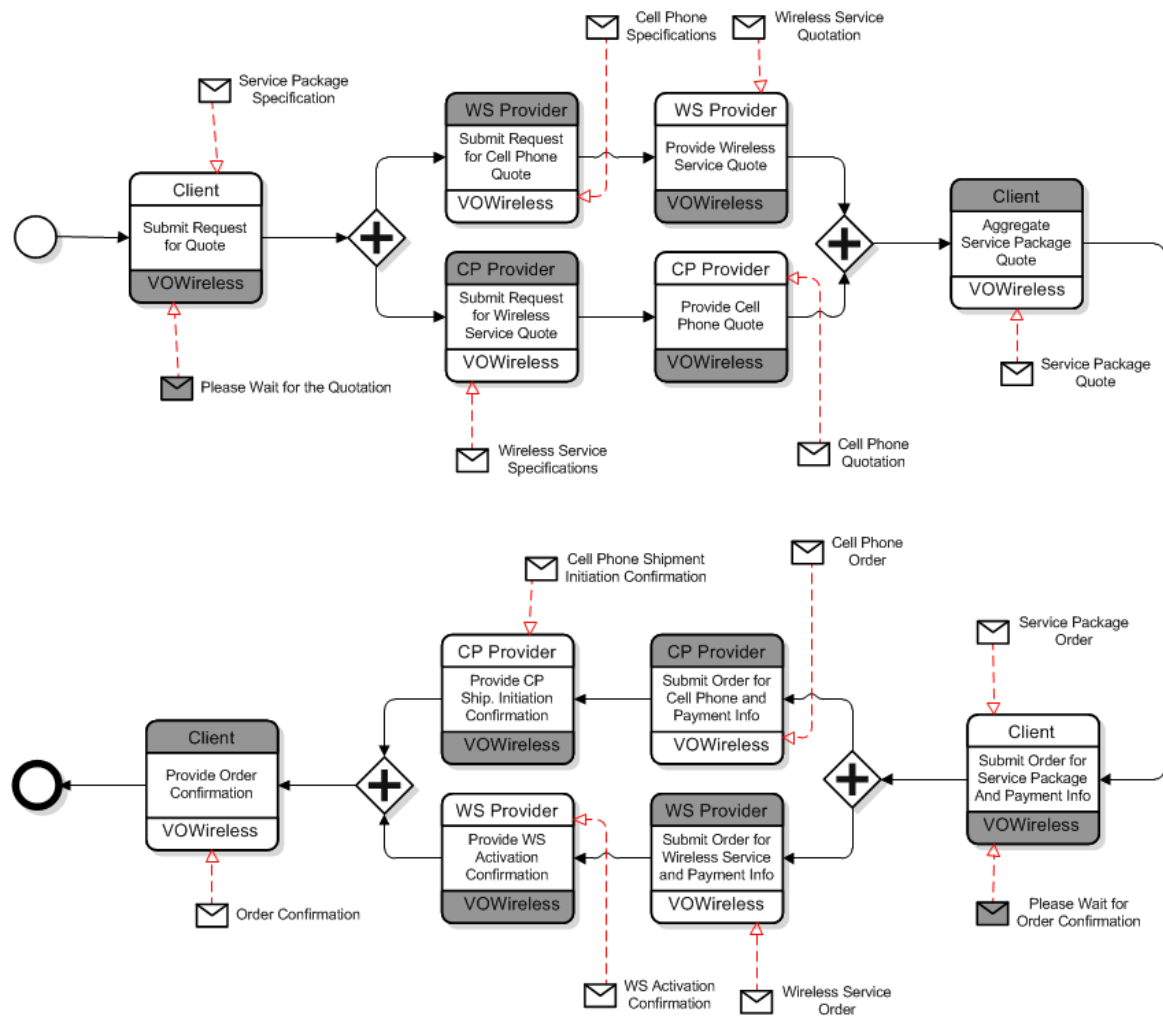 Cell Phone
Specifications
Wireless Service
Quotation
Service Package
Specification
WS Provider
Submit Request
for Cell Phone
Quote
VOWireless
WS Provider
Provide Wireless
Service Quote
VOWireless
Client
Submit Request
for Quote
VOWireless
Client
Aggregate
Service Package
Quote
VOWireless
CP Provider
Submit Request
for Wireless
Service Quote
VOWireless
CP Provider
Provide Cell
Phone Quote
VOWireless
Please Wait for the Quotation
Service Package
Quote
Wireless Service
Specifications
Cell Phone
Quotation
Cell Phone Shipment
Initiation Confirmation
Cell Phone
Order
Service Package
Order
CP Provider
Provide CP
Ship. Initiation
Confirmation
VOWireless
CP Provider
Submit Order for
Cell Phone and
Payment Info
VOWireless
Client
Provide Order
Confirmation
VOWireless
Client
Submit Order for
Service Package
And Payment Info
VOWireless
WS Provider
Provide WS
Activation
Confirmation
VOWireless
WS Provider
Submit Order for
Wireless Service
and Payment Info
VOWireless
Order Confirmation
Please Wait for
Order Confirmation
WS Activation
Confirmation
Wireless Service
Order